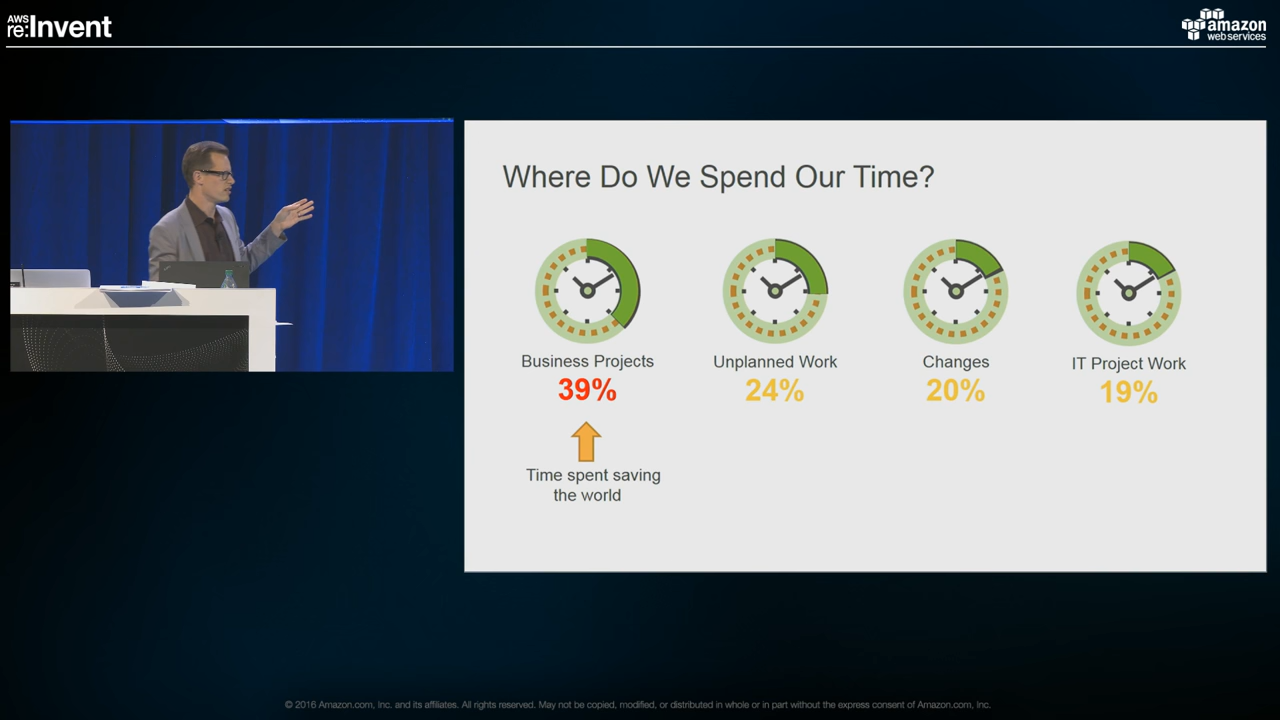 AWS
re:Invent
amazon
web services
Where Do We Spend Our Time?
Business Projects
39%
Unplanned Work
24%
Changes
20%
IT Project Work
19%
Time spent saving
the world
© 2016 Amazon.com, Inc. and its affiliates. All rights reserved. May not be copied, modified, or distributed in whole or in part without the express consent of Amazon.com, Inc.